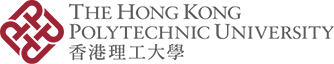 THE HONG KONG
POLYTECHNIC UNIVERSITY
香港理工大學